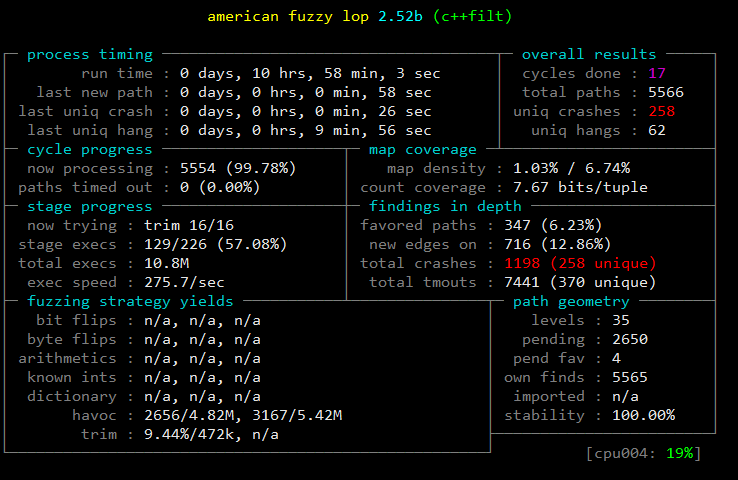 american fuzzy lop 2.52b (c++filt)
process timing overall results
run time : 0 days, 10 hrs, 58 min, 3 sec cycles done : 17
last new path : 0 days, 0 hrs, 0 min, 58 sec total paths : 5566
last uniq crash : 0 days, 0 hrs, 0 min, 26 sec uniq crashes : 258
last uniq hang : 0 days, 0 hrs, 9 min, 56 sec uniq hangs : 62
cycle progress map coverage
now processing : 5554 (99.78%) map density : 1.03% / 6.74%
paths timed out : 0 (0.00%) count coverage : 7.67 bits/tuple
stage progress findings in depth
now trying : trim 16/16 favored paths : 347 (6.23%)
stage execs : 129/226 (57.08%) new edges on : 716 (12.86%)
total execs : 10.8M total crashes : 1198 (258 unique)
exec speed : 275.7/sec total tmouts : 7441 (370 unique)
fuzzing strategy yields path geometry
bit flips : n/a, n/a, n/a levels : 35
byte flips : n/a, n/a, n/a pending : 2650
arithmetics : n/a, n/a, n/a pend fav : 4
known ints : n/a, n/a, n/a own finds : 5565
dictionary : n/a, n/a, n/a imported : n/a
havoc : 2656/4.82M, 3167/5.42M stability : 100.00%
trim : 9.44%/472k, n/a
[cpu004: 19%]